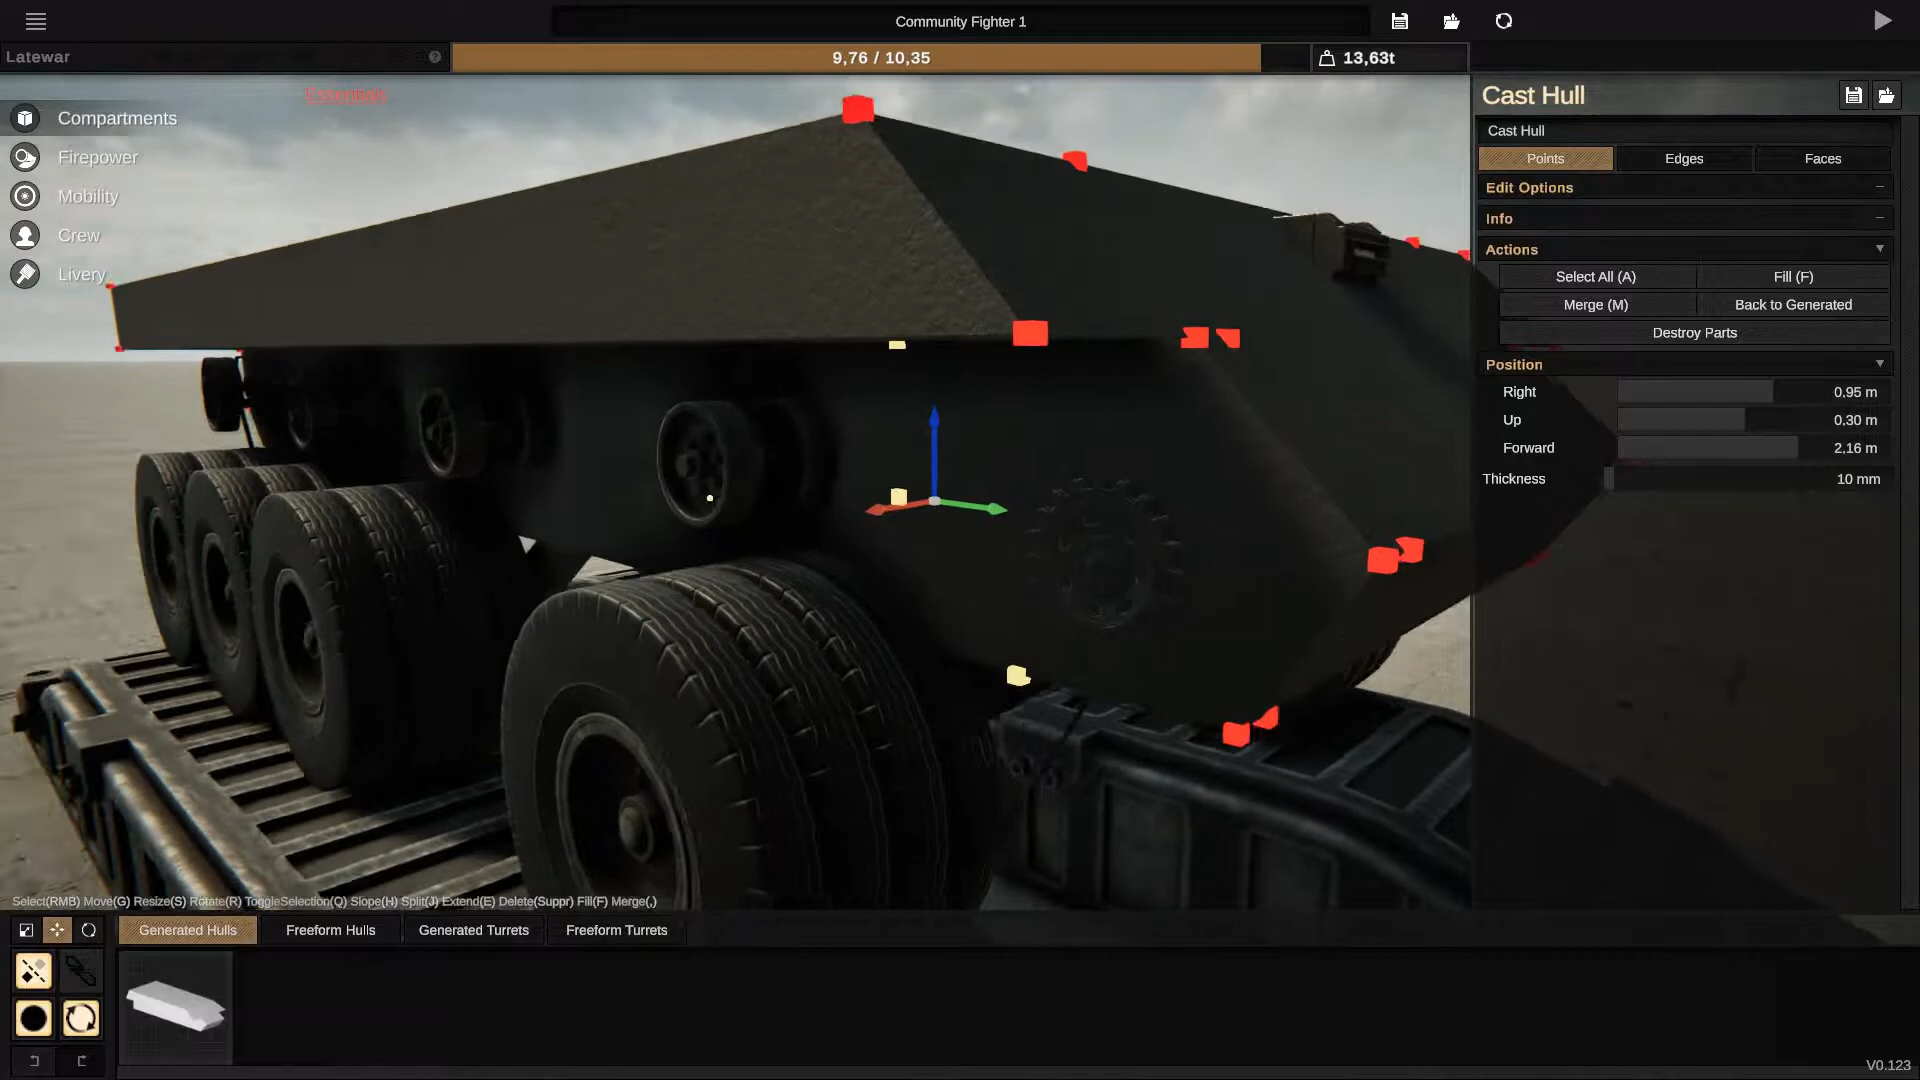 Community Fighter 1
Latewar
9,76 / 10,35
13,63t
Essentials
Compartments
Firepower
Mobility
Crew
Livery
Cast Hull
Cast Hull
Points Edges Faces
Edit Options
Info
Actions
Select All (A) Fill (F)
Merge (M) Back to Generated
Destroy Parts
Position
Right 0,95 m
Up 0,30 m
Forward 2,16 m
Thickness 10 mm
Select(RMB) Move(G) Resize(S) Rotate(R) ToggleSelection(Q) Slope(H) Split(J) Extend(E) Delete(Suppr) Fill(F) Merge(,)
Generated Hulls Freeform Hulls Generated Turrets Freeform Turrets
V0.123